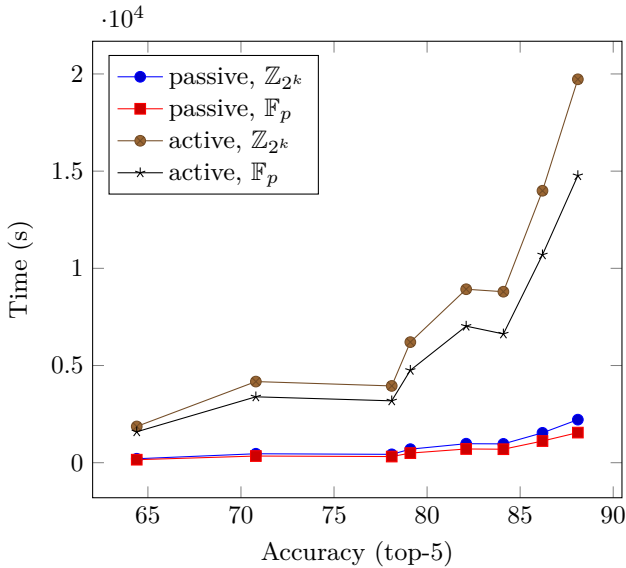 ·10⁴
2
1.5
1
0.5
0
Time (s)
passive, ℤ₂ᵏ
passive, 𝔽ₚ
active, ℤ₂ᵏ
active, 𝔽ₚ
65 70 75 80 85 90
Accuracy (top-5)